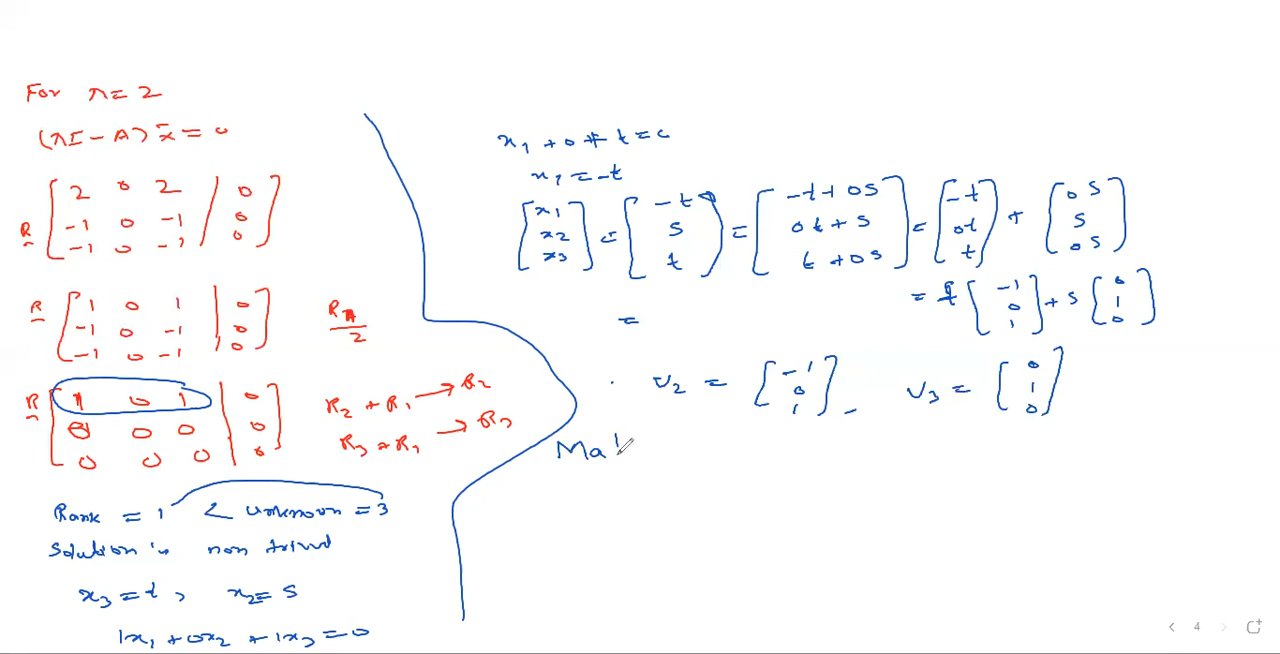 For λ = 2
(λI - A) x̄ = 0
R [ 2 0 2 | 0
-1 0 -1 | 0
-1 0 -1 | 0 ]
R [ 1 0 1 | 0
-1 0 -1 | 0
-1 0 -1 | 0 ] R1/2
R [ 1 0 1 | 0
0 0 0 | 0
0 0 0 | 0 ]
R2 + R1 → R2
R3 + R1 → R3
Rank = 1 < unknown = 3
Solution is non trivial
x3 = t, x2 = s
1x1 + 0x2 + 1x3 = 0
x1 + 0 + t = 0
x1 = -t
[ x1 x2 x3 ] = [ -t s t ] = [ -t + 0s 0t + s t + 0s ] = [ -t 0t t ] + [ 0s s 0s ]
= t [ -1 0 1 ] + s [ 0 1 0 ]
=
v2 = [ -1 0 1 ], v3 = [ 0 1 0 ]
Mat
4